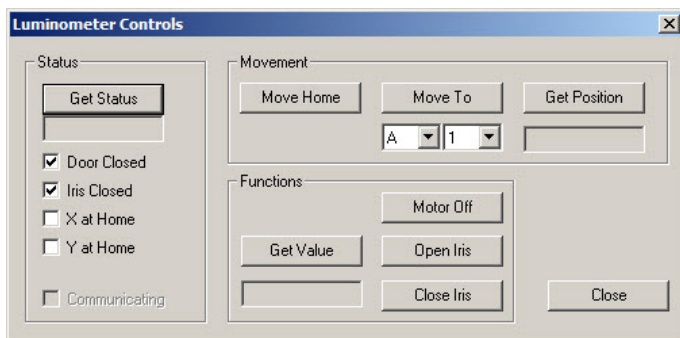 Luminometer Controls
Status
Get Status
Door Closed
Iris Closed
X at Home
Y at Home
Communicating
Movement
Move Home
Move To
Get Position
A
1
Functions
Motor Off
Get Value
Open Iris
Close Iris
Close